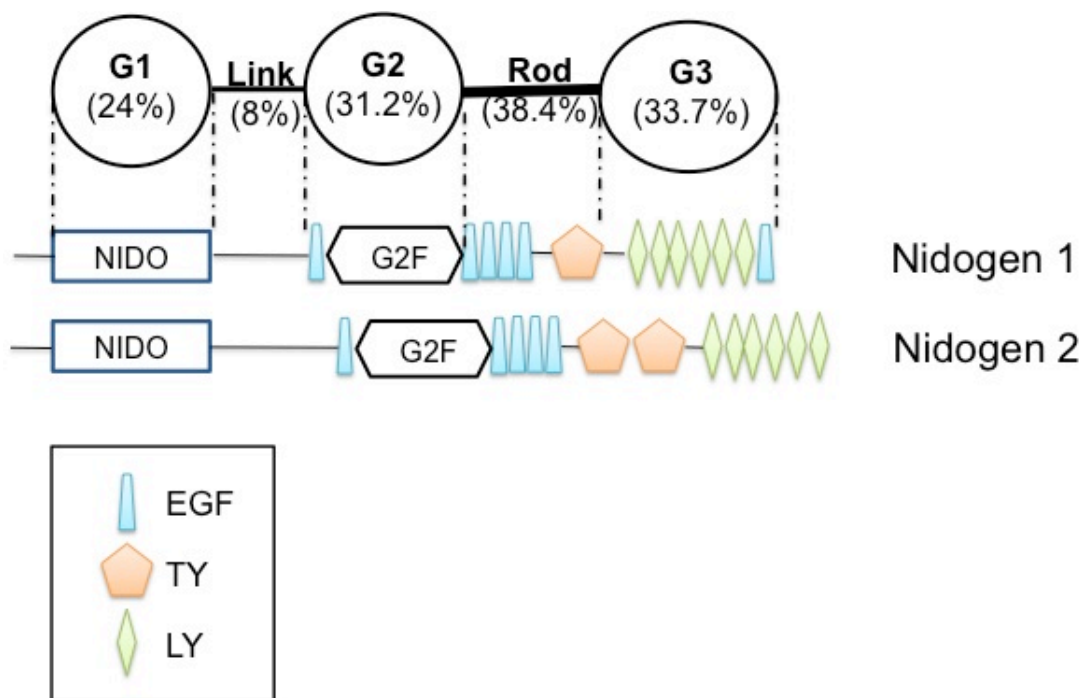 G1
(24%)
Link
(8%)
G2
(31.2%)
Rod
(38.4%)
G3
(33.7%)
NIDO
G2F
Nidogen 1
NIDO
G2F
Nidogen 2
EGF
TY
LY